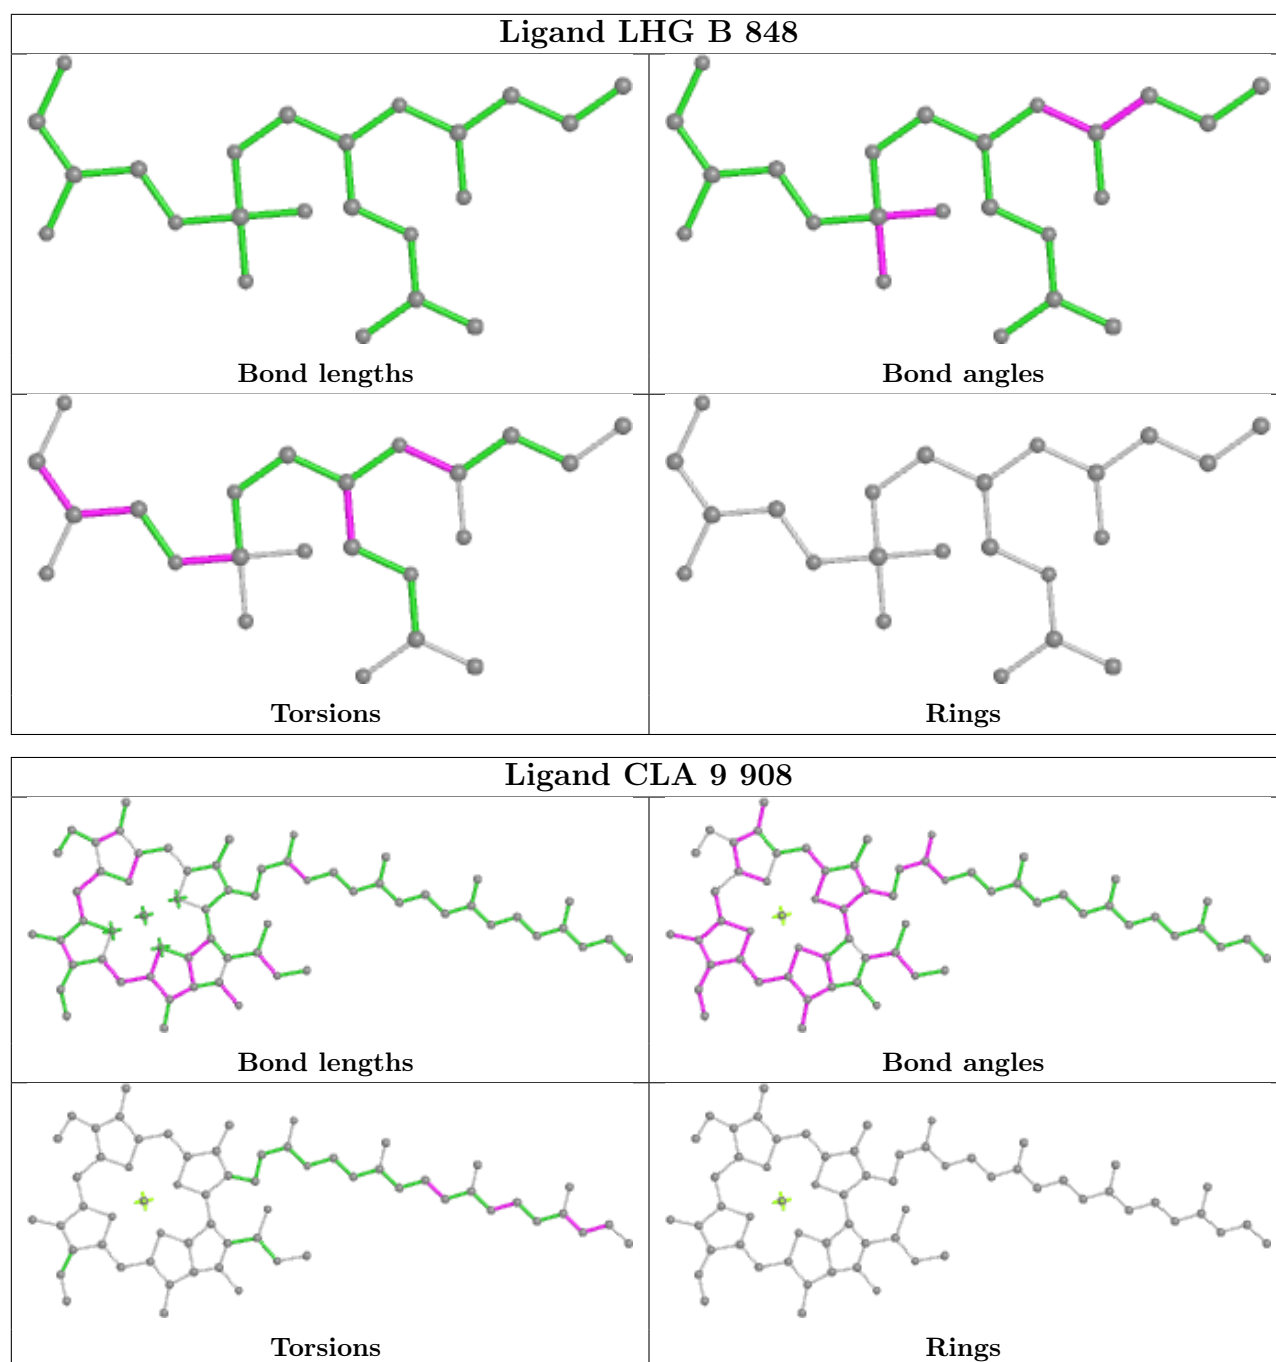 Ligand LHG B 848
Bond lengths
Bond angles
Torsions
Rings
Ligand CLA 9 908
Bond lengths
Bond angles
Torsions
Rings